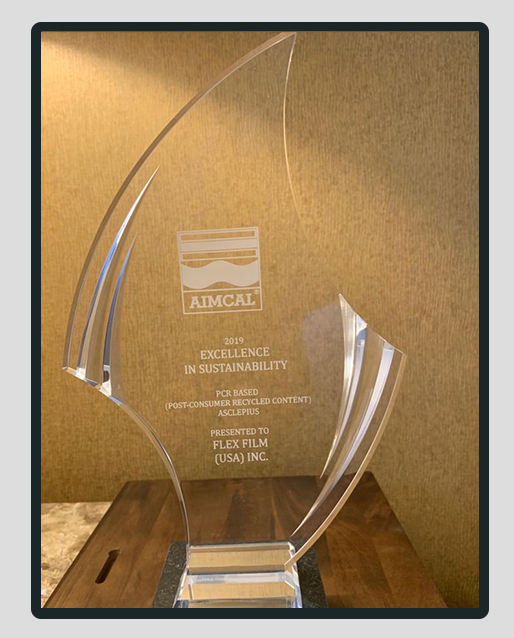 AIMCAL®
2019
EXCELLENCE
IN SUSTAINABILITY
PCR BASED
(POST-CONSUMER RECYCLED CONTENT)
ASCLEPIUS
PRESENTED TO
FLEX FILM
(USA) INC.